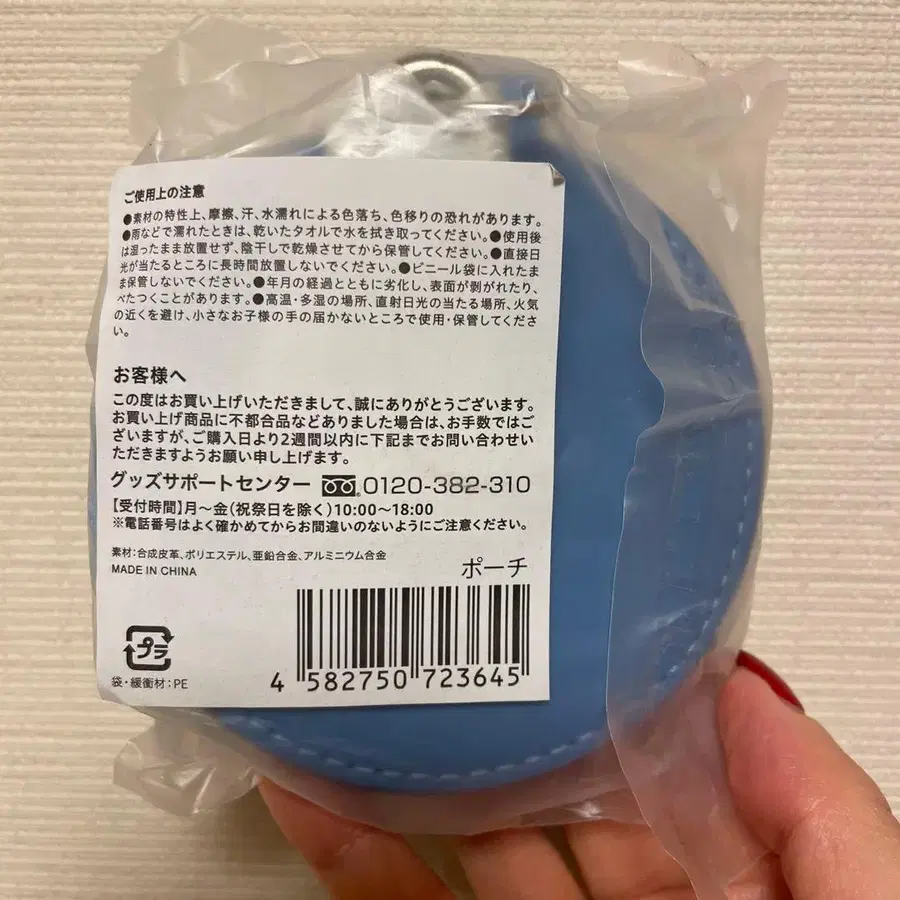 ご使用上の注意
●素材の特性上、摩擦、汗、水濡れによる色落ち、色移りの恐れがあります。
●雨などで濡れたときは、乾いたタオルで水を拭き取ってください。●使用後
は湿ったまま放置せず、陰干しで乾燥させてから保管してください。●直接日
光が当たるところに長時間放置しないでください。●ビニール袋に入れたま
ま保管しないでください。●年月の経過とともに劣化し、表面が剥がれたり、
べたつくことがあります。●高温・多湿の場所、直射日光の当たる場所、火気
の近くを避け、小さなお子様の手の届かないところで使用・保管してくださ
い。
お客様へ
この度はお買い上げいただきまして、誠にありがとうございます。
お買い上げ商品に不都合品などありました場合は、お手数ではご
ざいますが、ご購入日より2週間以内に下記までお問い合わせい
ただきますようお願い申し上げます。
グッズサポートセンター 0120-382-310
【受付時間】月〜金(祝祭日を除く)10:00〜18:00
※電話番号はよく確かめてからお間違いのないようにご注意ください。
素材:合成皮革、ポリエステル、亜鉛合金、アルミニウム合金
MADE IN CHINA
ポーチ
プラ
袋・緩衝材:PE
4 582750 723645